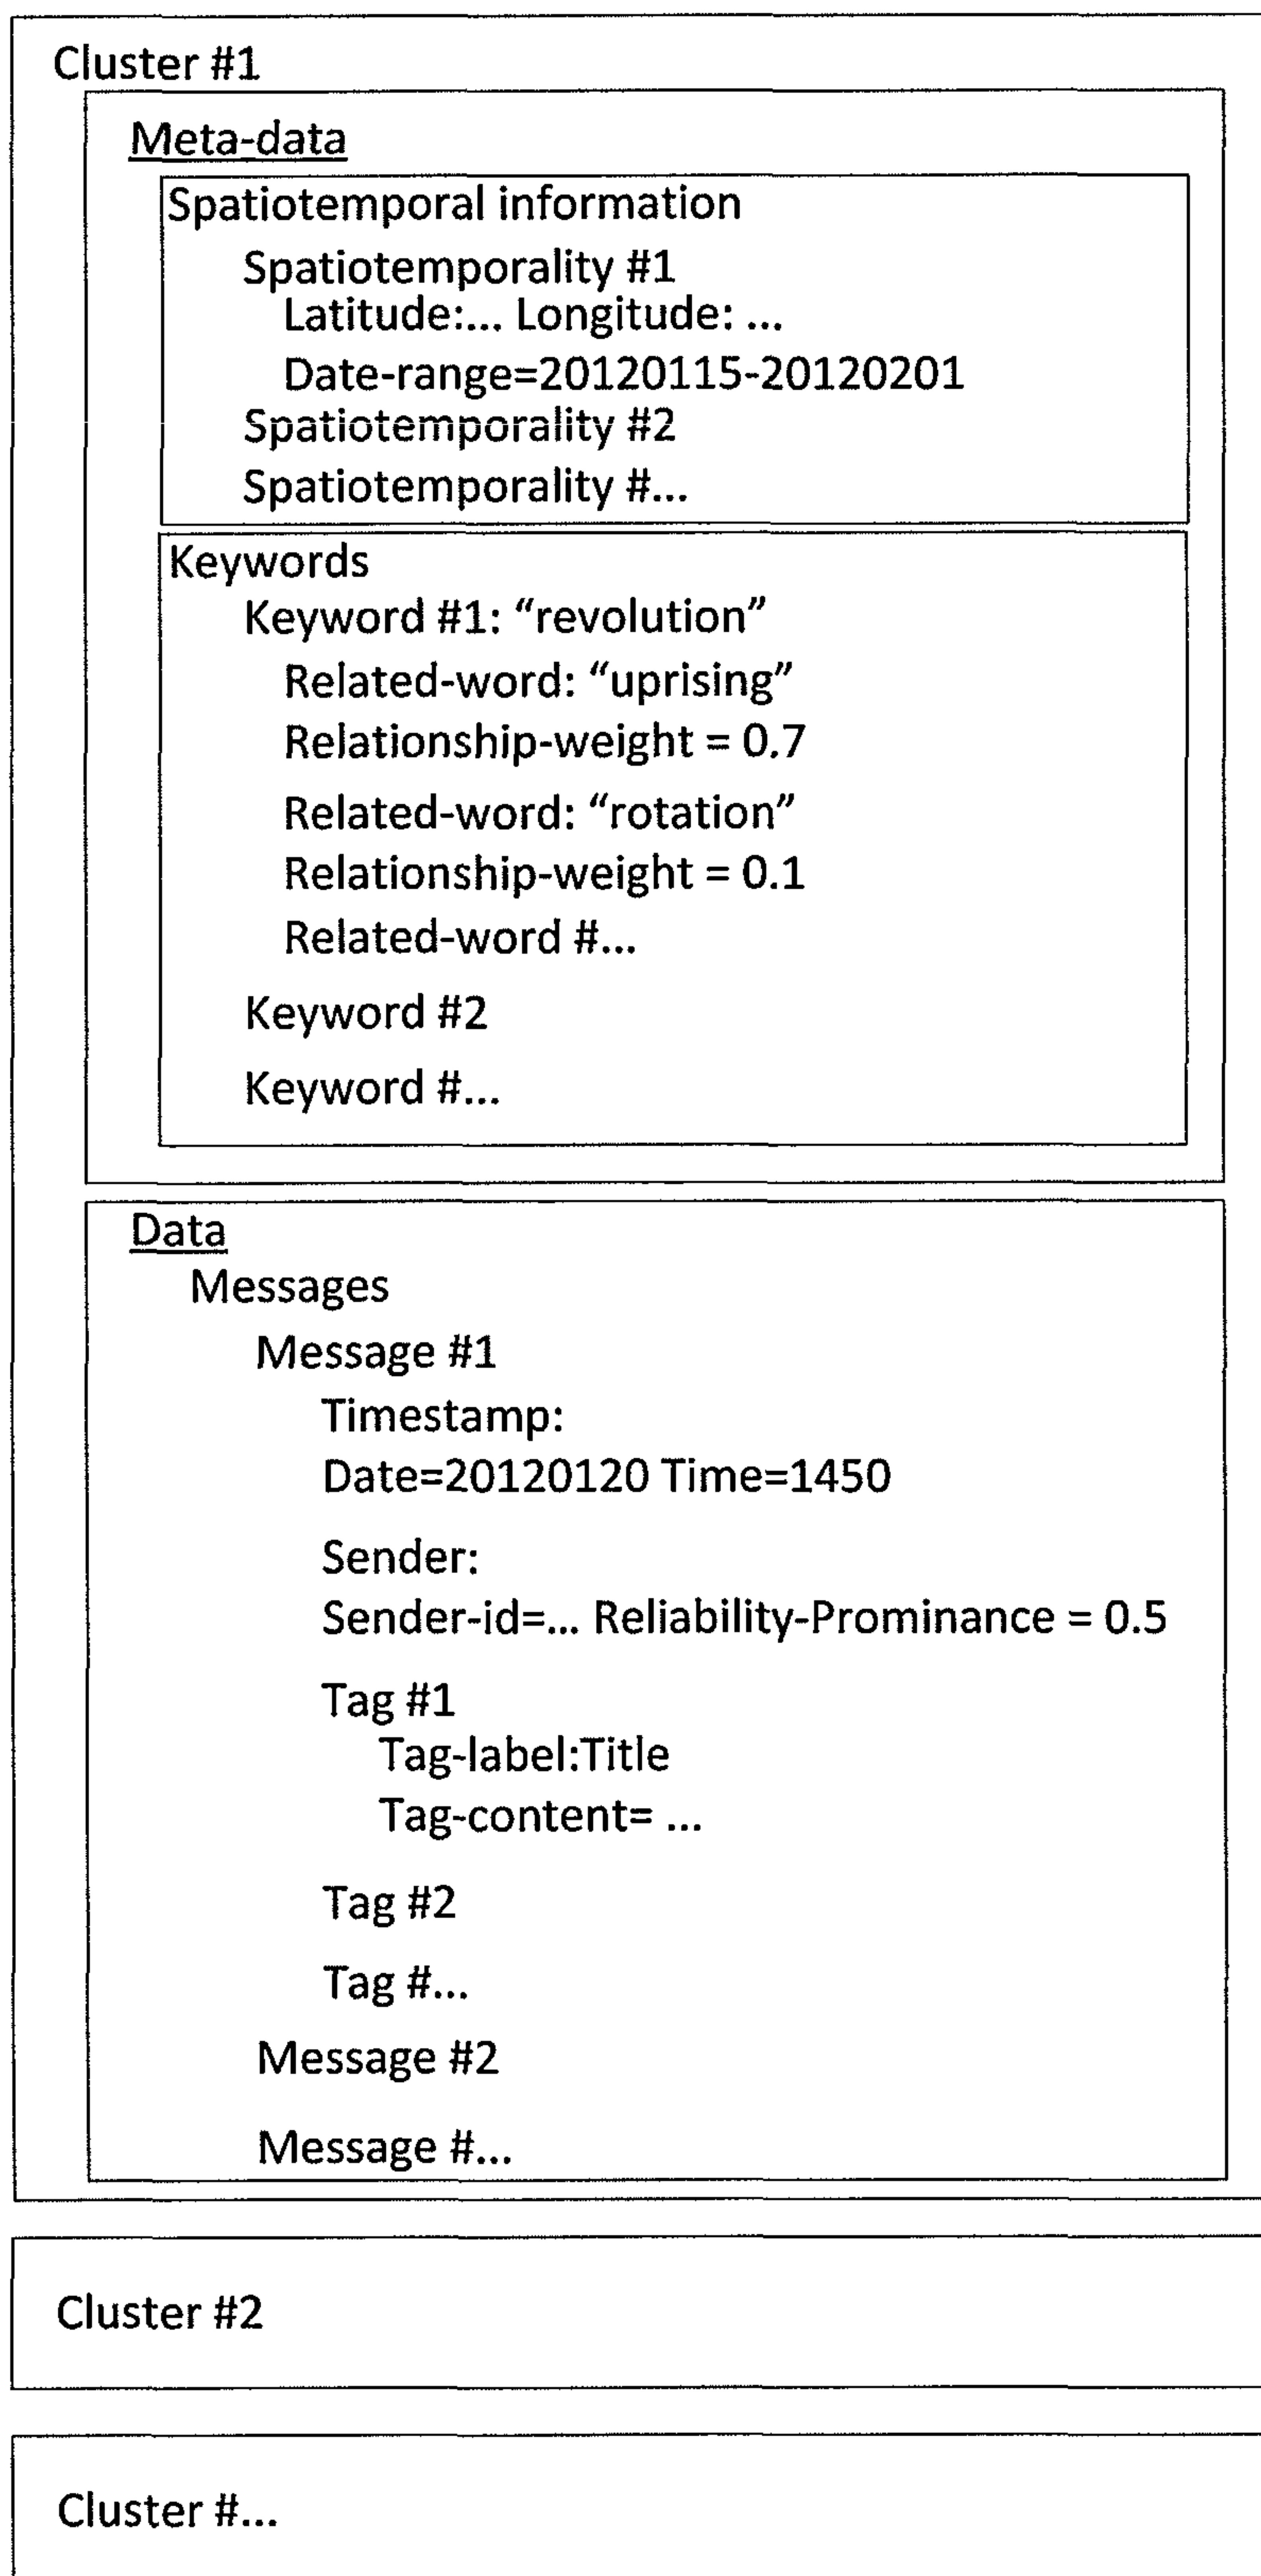 Cluster #1
Meta-data
Spatiotemporal information
Spatiotemporality #1
Latitude:... Longitude: ...
Date-range=20120115-20120201
Spatiotemporality #2
Spatiotemporality #...
Keywords
Keyword #1: “revolution”
Related-word: “uprising”
Relationship-weight = 0.7
Related-word: “rotation”
Relationship-weight = 0.1
Related-word #...
Keyword #2
Keyword #...
Data
Messages
Message #1
Timestamp:
Date=20120120 Time=1450
Sender:
Sender-id=... Reliability-Prominance = 0.5
Tag #1
Tag-label:Title
Tag-content= ...
Tag #2
Tag #...
Message #2
Message #...
Cluster #2
Cluster #...